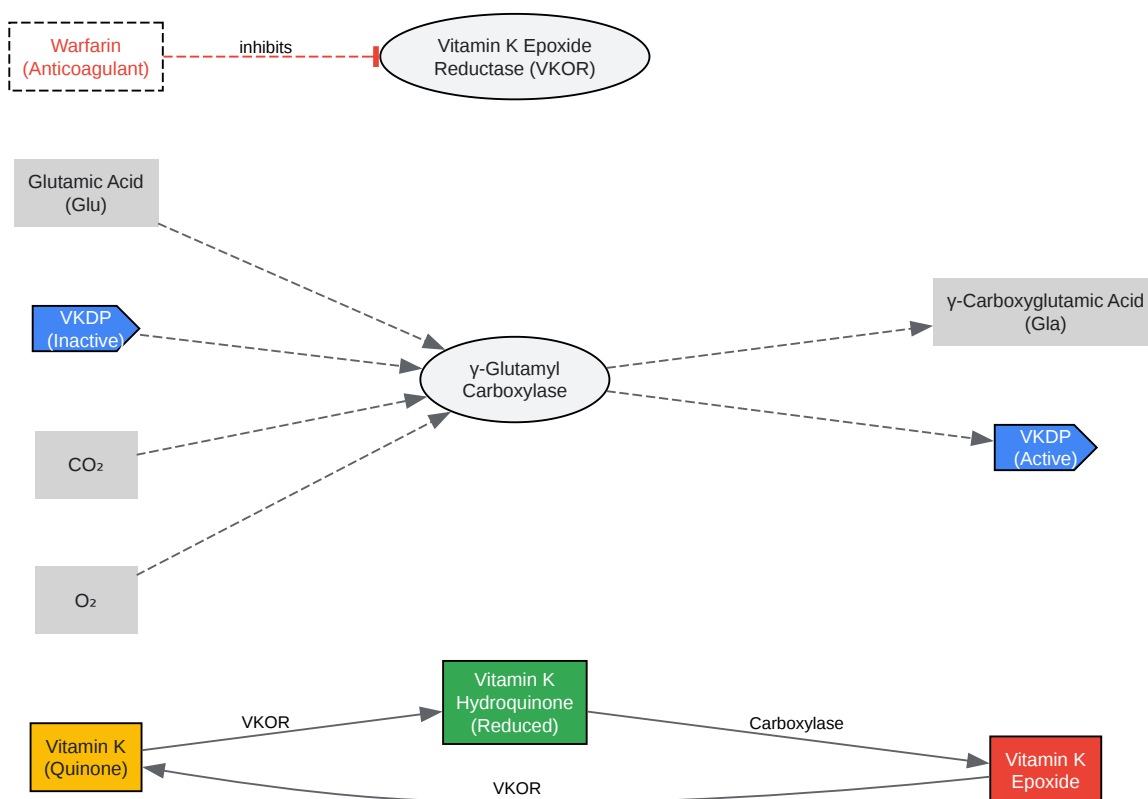 Warfarin
(Anticoagulant)
inhibits
Vitamin K Epoxide
Reductase (VKOR)
Glutamic Acid
(Glu)
VKDP
(Inactive)
γ-Glutamyl
Carboxylase
γ-Carboxyglutamic Acid
(Gla)
VKDP
(Active)
CO₂
O₂
Vitamin K
Hydroquinone
(Reduced)
VKOR
Carboxylase
Vitamin K
(Quinone)
Vitamin K
Epoxide
VKOR